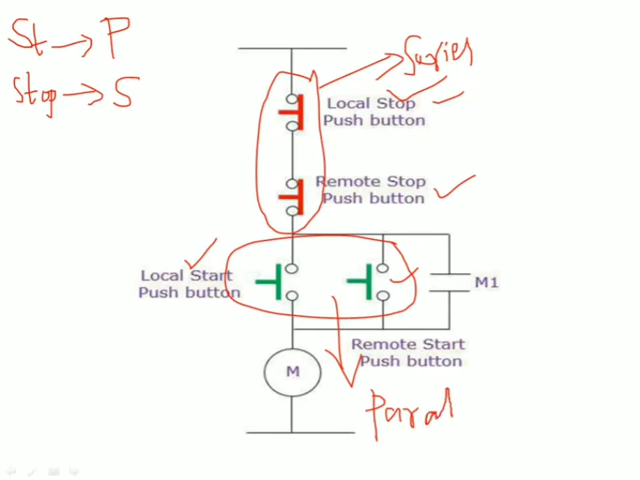 St → P
Stop → S
Series
Local Stop
Push button
Remote Stop
Push button
Local Start
Push button
M1
Remote Start
Push button
M
Paral